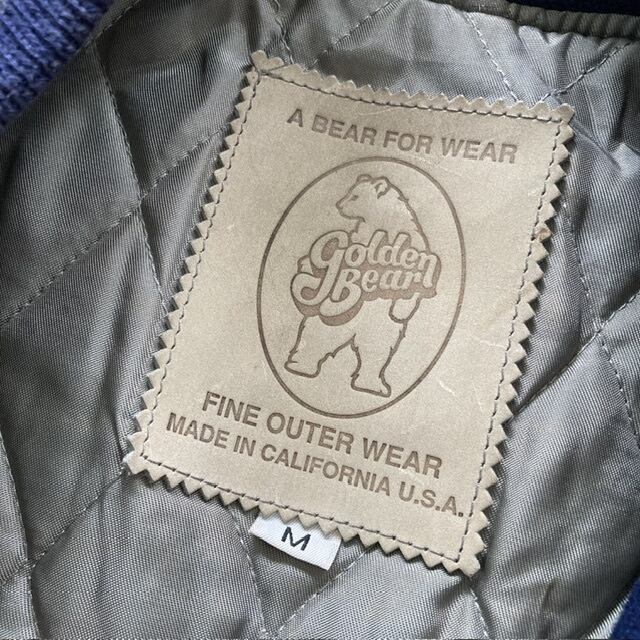 A BEAR FOR WEAR
Golden
Bear
FINE OUTER WEAR
MADE IN CALIFORNIA U.S.A.
M